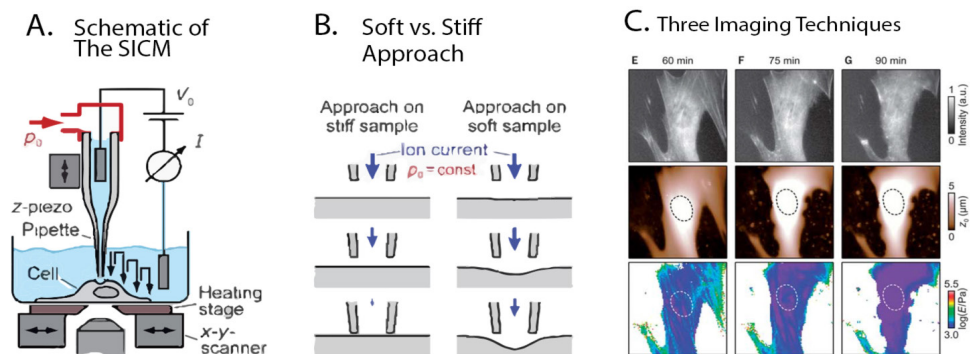 A. Schematic of
The SICM
p₀
V₀
I
z-piezo
Pipette
Cell
Heating
stage
x-y-
scanner
B. Soft vs. Stiff
Approach
Approach on
stiff sample
Approach on
soft sample
Ion current
p₀ = const
C. Three Imaging Techniques
E 60 min
F 75 min
G 90 min
1
0
Intensity (a.u.)
5
0
z₀ (µm)
5.5
3.0
log(E/Pa)